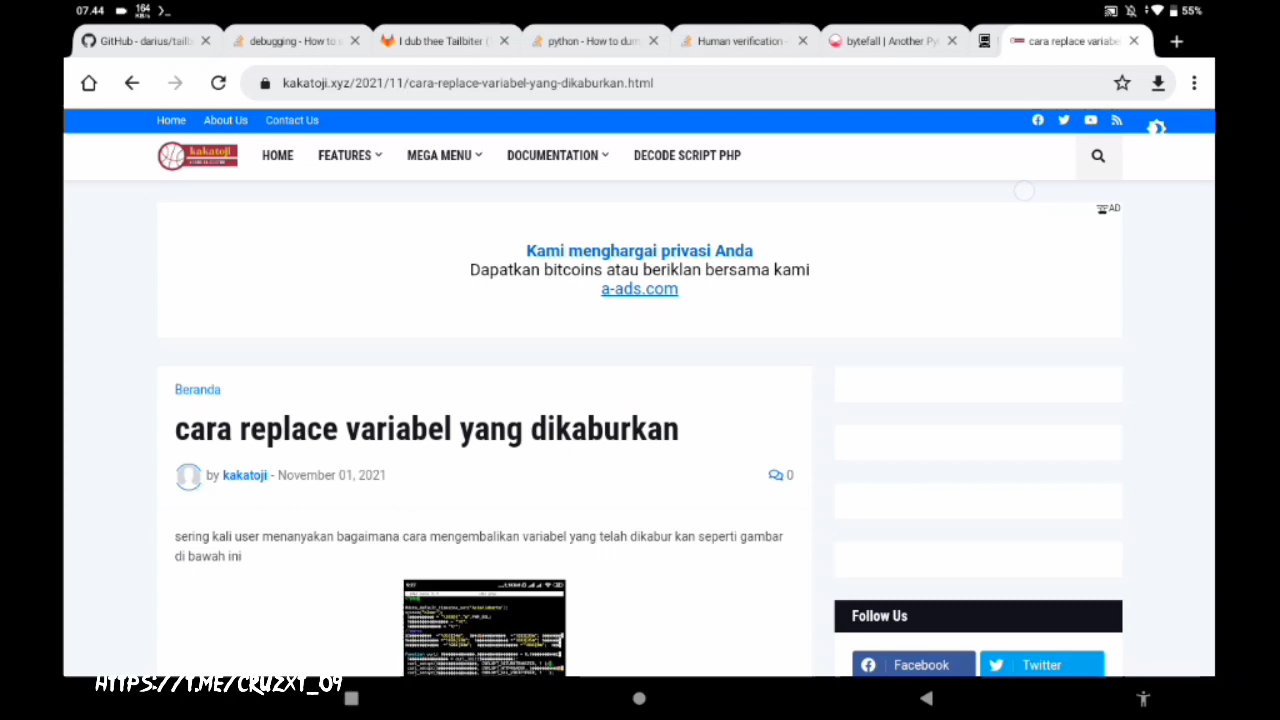 07.44 164 KB/s 55%
GitHub - darius/tailb debugging - How to s I dub thee Tailbiter ( python - How to dum Human verification - bytefall | Another Py cara replace variabe
kakatoji.xyz/2021/11/cara-replace-variabel-yang-dikaburkan.html
Home About Us Contact Us
kakatoji
HOME FEATURES MEGA MENU DOCUMENTATION DECODE SCRIPT PHP
AD
Kami menghargai privasi Anda
Dapatkan bitcoins atau beriklan bersama kami
a-ads.com
Beranda
cara replace variabel yang dikaburkan
by kakatoji - November 01, 2021 0
sering kali user menanyakan bagaimana cara mengembalikan variabel yang telah dikabur kan seperti gambar
di bawah ini
Follow Us
Facebook Twitter
HTTPS://T.ME/CRUZXT_09